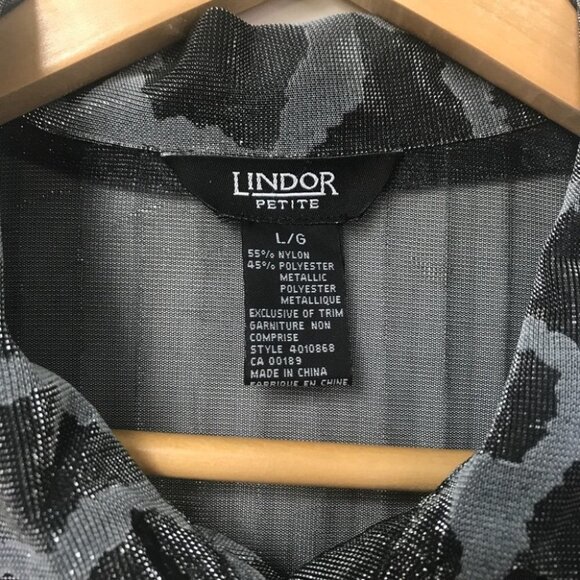 LINDOR
PETITE
L/G
55% NYLON
45% POLYESTER
METALLIC
POLYESTER
METALLIQUE
EXCLUSIVE OF TRIM
GARNITURE NON
COMPRISE
STYLE 4010868
CA 00189
MADE IN CHINA
FABRIQUE EN CHINE